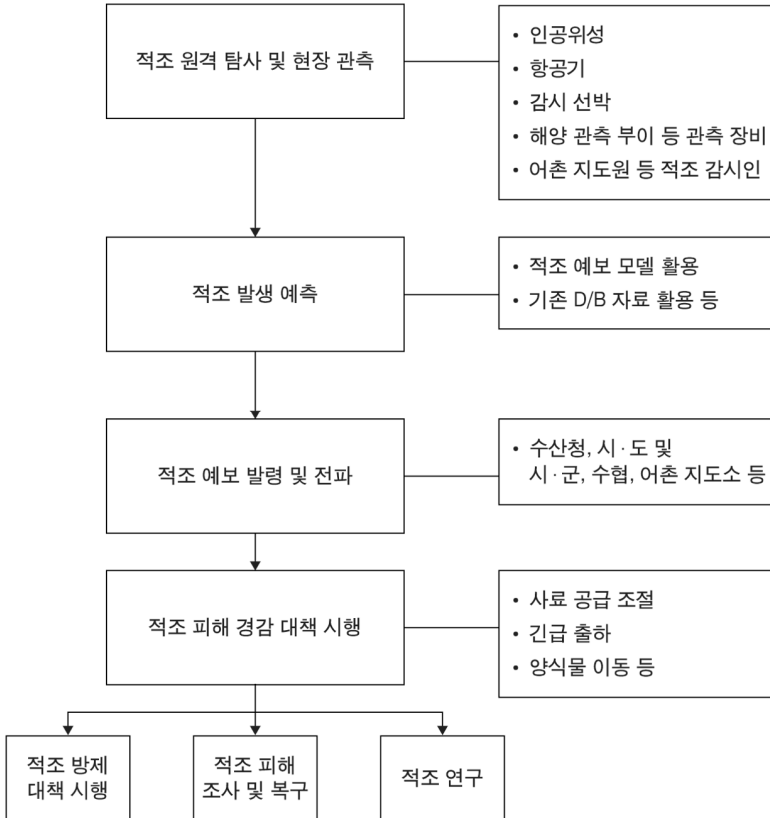 적조 원격 탐사 및 현장 관측
• 인공위성
• 항공기
• 감시 선박
• 해양 관측 부이 등 관측 장비
• 어촌 지도원 등 적조 감시인
적조 발생 예측
• 적조 예보 모델 활용
• 기존 D/B 자료 활용 등
적조 예보 발령 및 전파
• 수산청, 시·도 및
시·군, 수협, 어촌 지도소 등
적조 피해 경감 대책 시행
• 사료 공급 조절
• 긴급 출하
• 양식물 이동 등
적조 방제
대책 시행
적조 피해
조사 및 복구
적조 연구